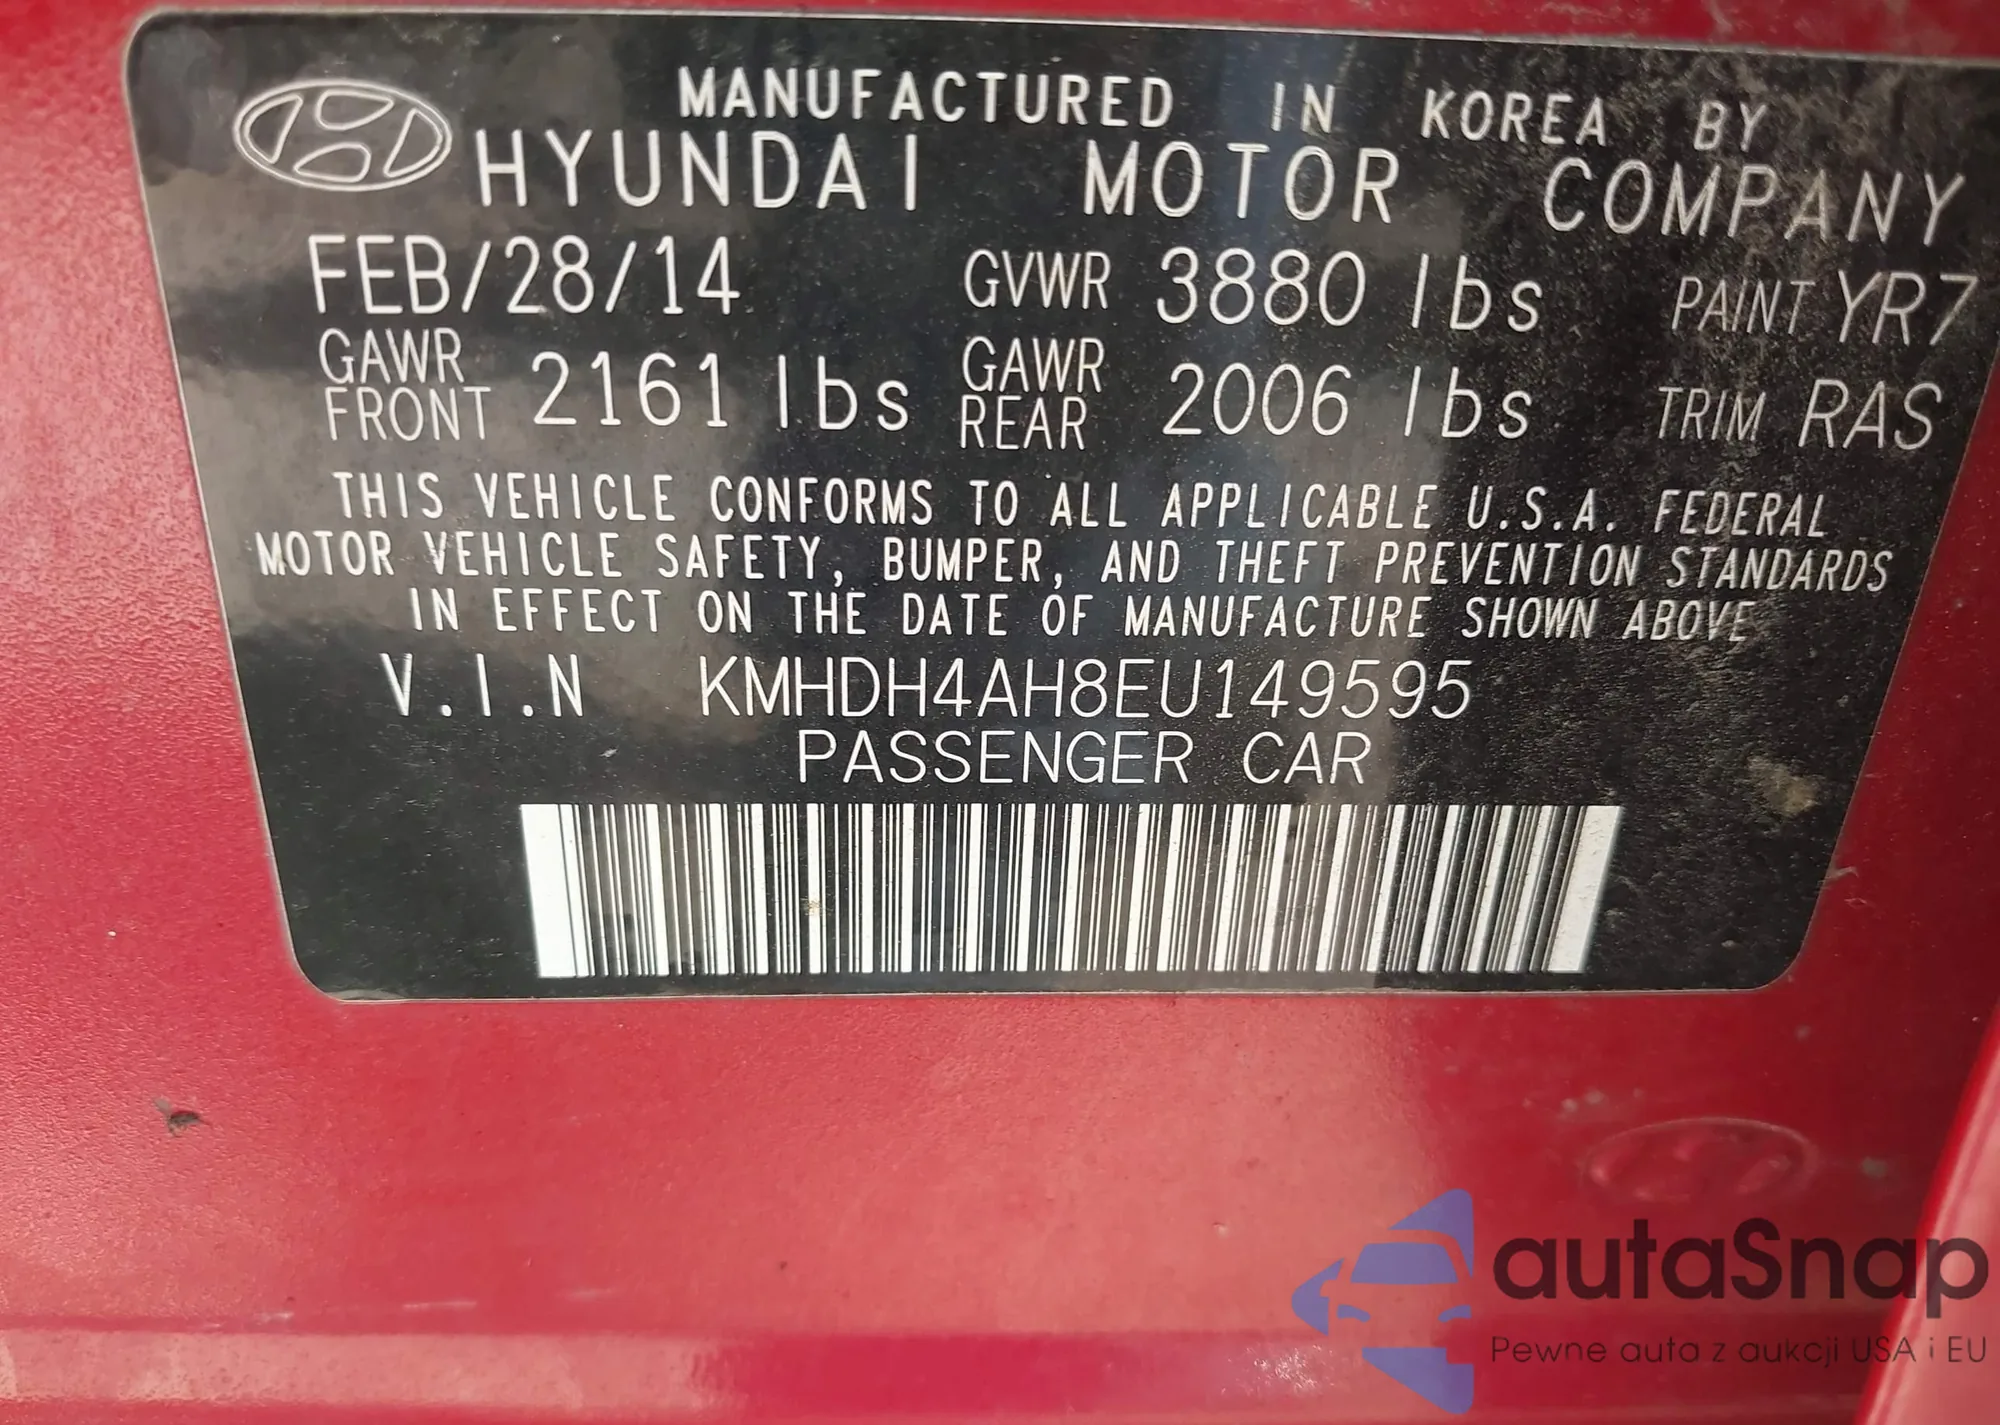 MANUFACTURED IN KOREA BY
HYUNDAI MOTOR COMPANY
FEB/28/14 GVWR 3880 lbs PAINT YR7
GAWR FRONT 2161 lbs GAWR REAR 2006 lbs TRIM RAS
THIS VEHICLE CONFORMS TO ALL APPLICABLE U.S.A. FEDERAL
MOTOR VEHICLE SAFETY, BUMPER, AND THEFT PREVENTION STANDARDS
IN EFFECT ON THE DATE OF MANUFACTURE SHOWN ABOVE
V.I.N KMHDH4AH8EU149595
PASSENGER CAR
autaSnap
Pewne auta z aukcji USA i EU